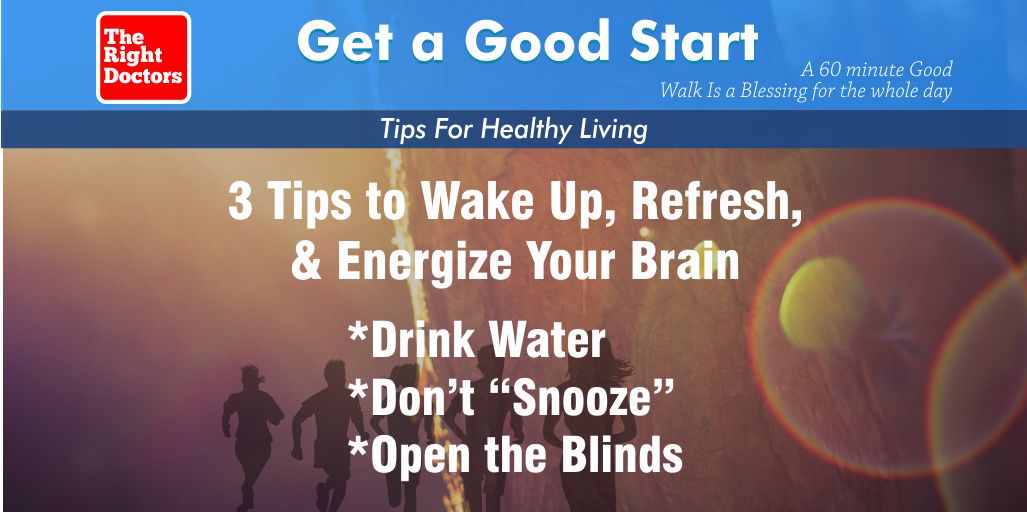 The
Right
Doctors
Get a Good Start
A 60 minute Good
Walk Is a Blessing for the whole day
Tips For Healthy Living
3 Tips to Wake Up, Refresh,
& Energize Your Brain
*Drink Water
*Don’t “Snooze”
*Open the Blinds